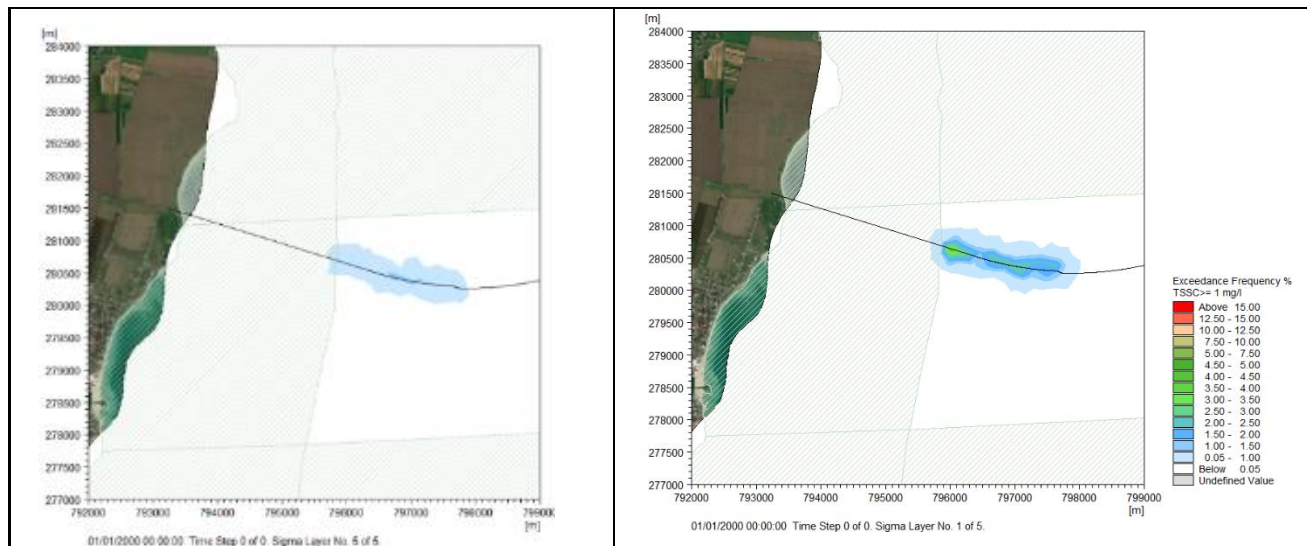 [m]
284000
283500
283000
282500
282000
281500
281000
280500
280000
279500
279000
278500
278000
277500
277000
792000 793000 794000 795000 796000 797000 798000 799000
[m]
01/01/2000 00:00:00 Time Step 0 of 0. Sigma Layer No. 5 of 5.
[m]
284000
283500
283000
282500
282000
281500
281000
280500
280000
279500
279000
278500
278000
277500
277000
792000 793000 794000 795000 796000 797000 798000 799000
[m]
01/01/2000 00:00:00 Time Step 0 of 0. Sigma Layer No. 1 of 5.
Exceedance Frequency %
TSSC>= 1 mg/l
Above 15.00
12.50 - 15.00
10.00 - 12.50
7.50 - 10.00
5.00 - 7.50
4.50 - 5.00
4.00 - 4.50
3.50 - 4.00
3.00 - 3.50
2.50 - 3.00
2.00 - 2.50
1.50 - 2.00
1.00 - 1.50
0.05 - 1.00
Below 0.05
Undefined Value